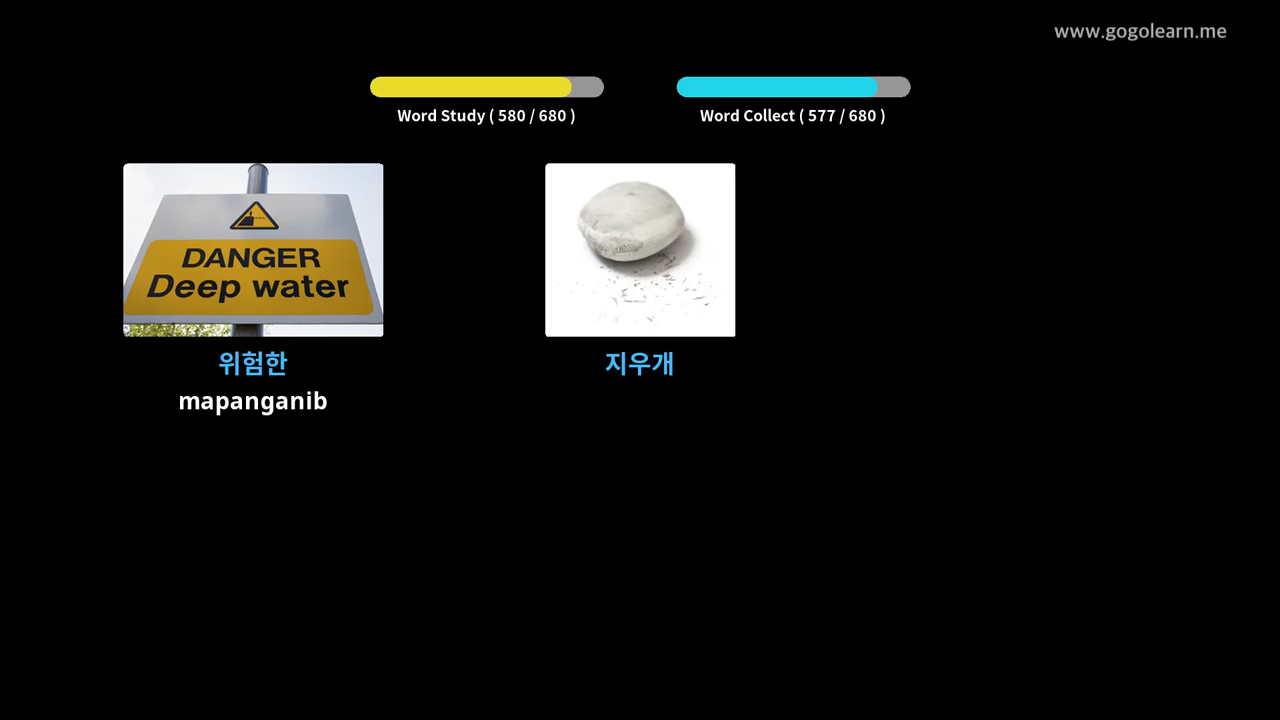 www.gogolearn.me
Word Study ( 580 / 680 )
Word Collect ( 577 / 680 )
DANGER
Deep water
위험한
mapanganib
지우개